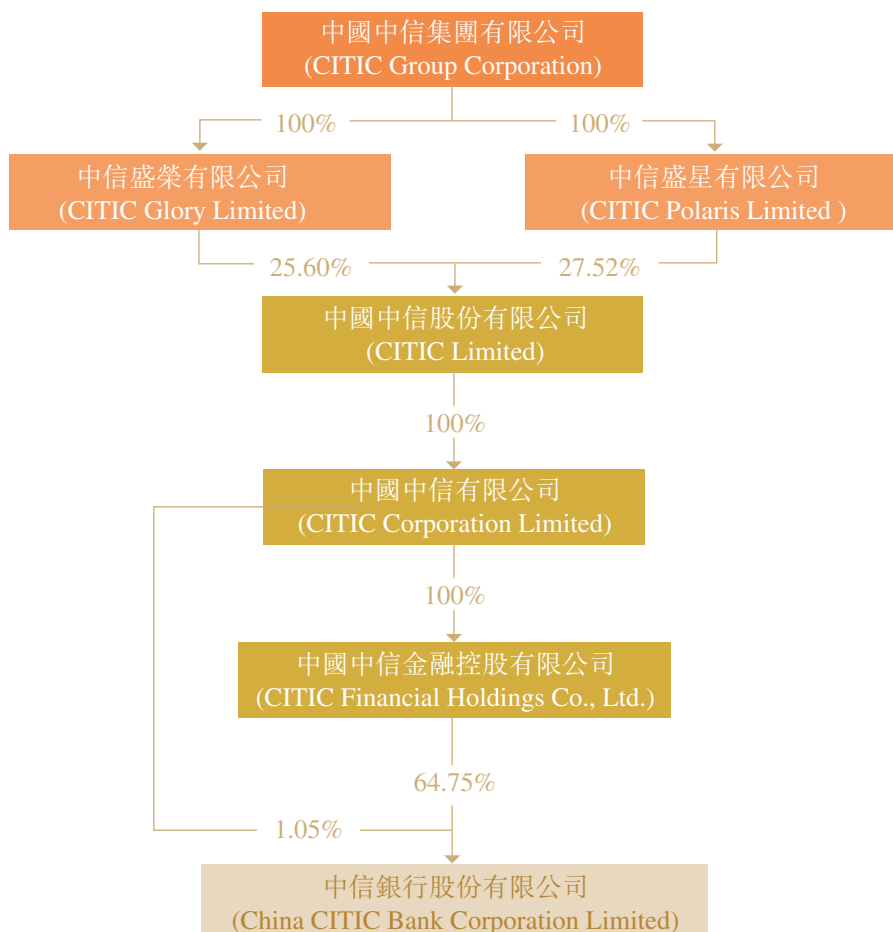 中國中信集團有限公司
(CITIC Group Corporation)
100%
100%
中信盛榮有限公司
(CITIC Glory Limited)
中信盛星有限公司
(CITIC Polaris Limited )
25.60%
27.52%
中國中信股份有限公司
(CITIC Limited)
100%
中國中信有限公司
(CITIC Corporation Limited)
100%
中國中信金融控股有限公司
(CITIC Financial Holdings Co., Ltd.)
64.75%
1.05%
中信銀行股份有限公司
(China CITIC Bank Corporation Limited)